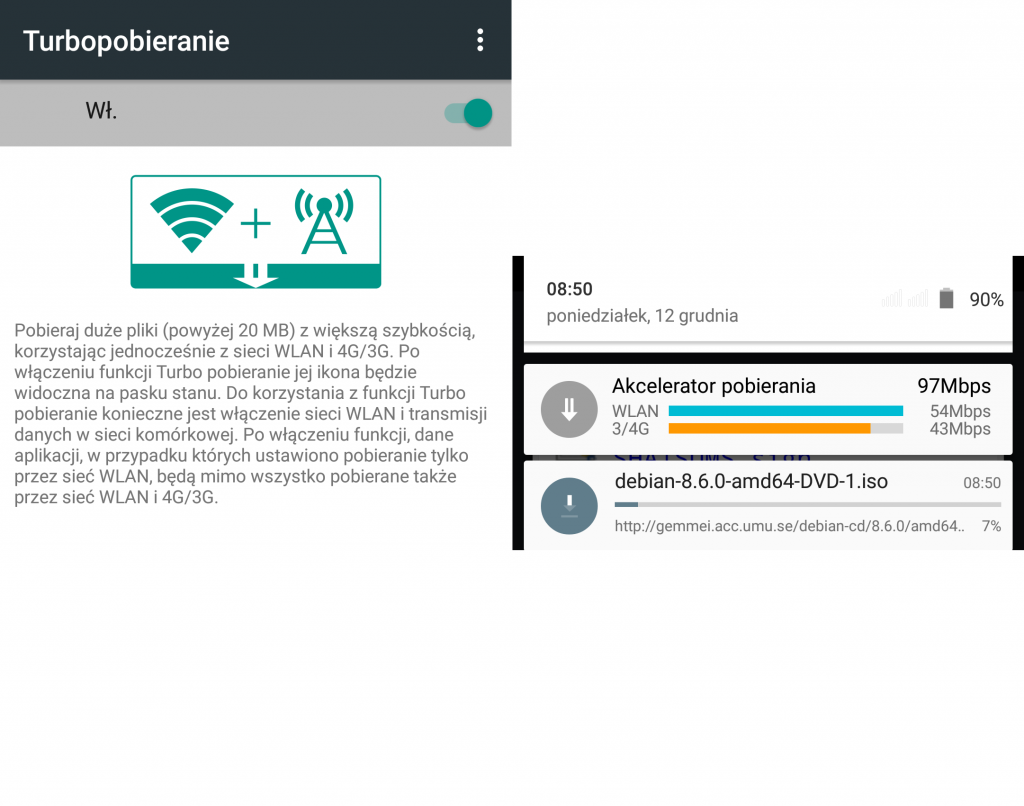 Turbopobieranie
Wł.
Pobieraj duże pliki (powyżej 20 MB) z większą szybkością,
korzystając jednocześnie z sieci WLAN i 4G/3G. Po
włączeniu funkcji Turbo pobieranie jej ikona będzie
widoczna na pasku stanu. Do korzystania z funkcji Turbo
pobieranie konieczne jest włączenie sieci WLAN i transmisji
danych w sieci komórkowej. Po włączeniu funkcji, dane
aplikacji, w przypadku których ustawiono pobieranie tylko
przez sieć WLAN, będą mimo wszystko pobierane także
przez sieć WLAN i 4G/3G.
08:50
90%
poniedziałek, 12 grudnia
Akcelerator pobierania 97Mbps
WLAN 54Mbps
3/4G 43Mbps
debian-8.6.0-amd64-DVD-1.iso 08:50
http://gemmei.acc.umu.se/debian-cd/8.6.0/amd64.. 7%